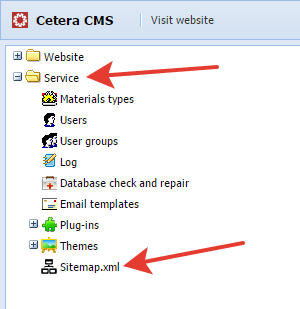 Cetera CMS Visit website
Website
Service
Materials types
Users
User groups
Log
Database check and repair
Email templates
Plug-ins
Themes
Sitemap.xml